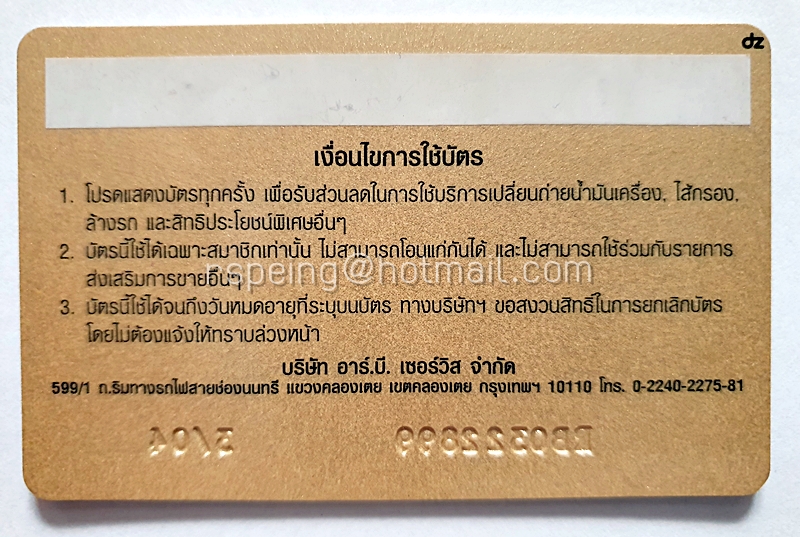 dz
เงื่อนไขการใช้บัตร
1. โปรดแสดงบัตรทุกครั้ง เพื่อรับส่วนลดในการใช้บริการเปลี่ยนถ่ายน้ำมันเครื่อง, ไส้กรอง,
ล้างรถ และสิทธิประโยชน์พิเศษอื่นๆ
2. บัตรนี้ใช้ได้เฉพาะสมาชิกเท่านั้น ไม่สามารถโอนแก่กันได้ และไม่สามารถใช้ร่วมกับรายการ
ส่งเสริมการขายอื่นๆ
nspeing@hotmail.com
3. บัตรนี้ใช้ได้จนถึงวันหมดอายุที่ระบุบนบัตร ทางบริษัทฯ ขอสงวนสิทธิ์ในการยกเลิกบัตร
โดยไม่ต้องแจ้งให้ทราบล่วงหน้า
บริษัท อาร์.บี. เซอร์วิส จำกัด
599/1 ถ.ริมทางรถไฟสายช่องนนทรี แขวงคลองเตย เขตคลองเตย กรุงเทพฯ 10110 โทร. 0-2240-2275-81
5/04 BB0522899